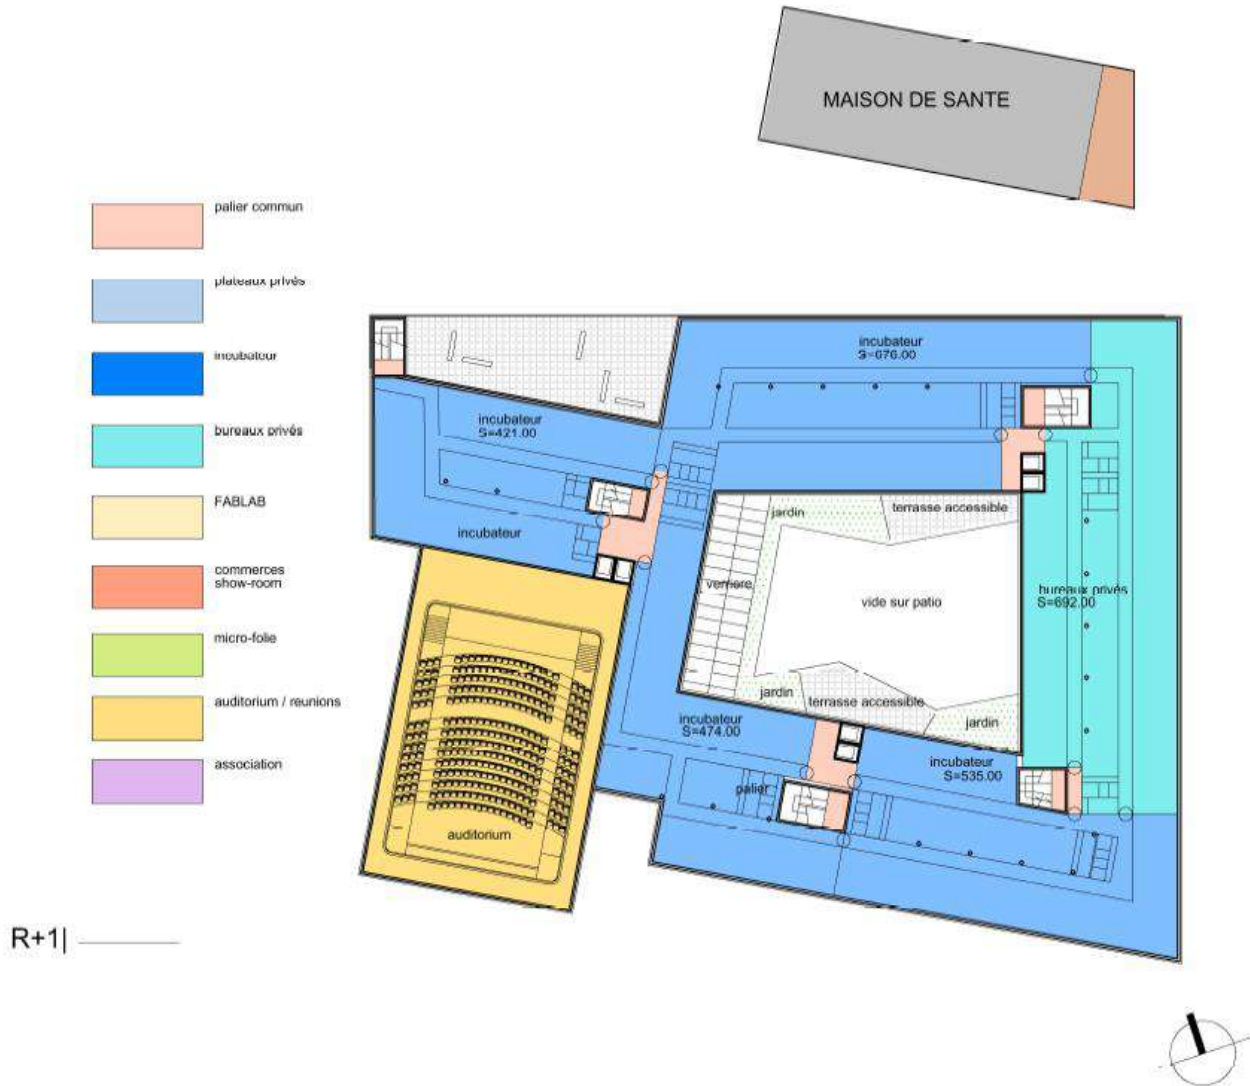 MAISON DE SANTE
palier commun
plateaux privés
incubateur
bureaux privés
FABLAB
commerces
show-room
micro-folie
auditorium / reunions
association
incubateur
S=676.00
incubateur
S=421.00
incubateur
jardin
terrasse accessible
verriere
vide sur patio
bureaux privés
S=692.00
jardin
terrasse accessible
jardin
incubateur
S=474.00
incubateur
S=535.00
palier
auditorium
R+1|